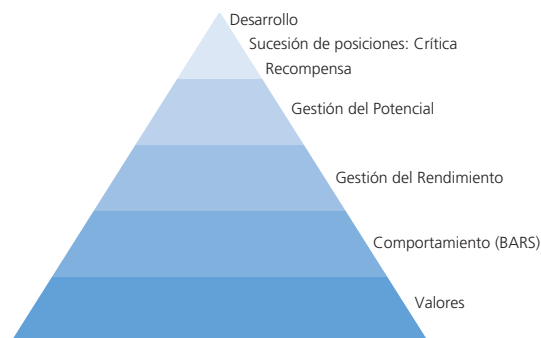 Desarrollo
Sucesión de posiciones: Crítica
Recompensa
Gestión del Potencial
Gestión del Rendimiento
Comportamiento (BARS)
Valores